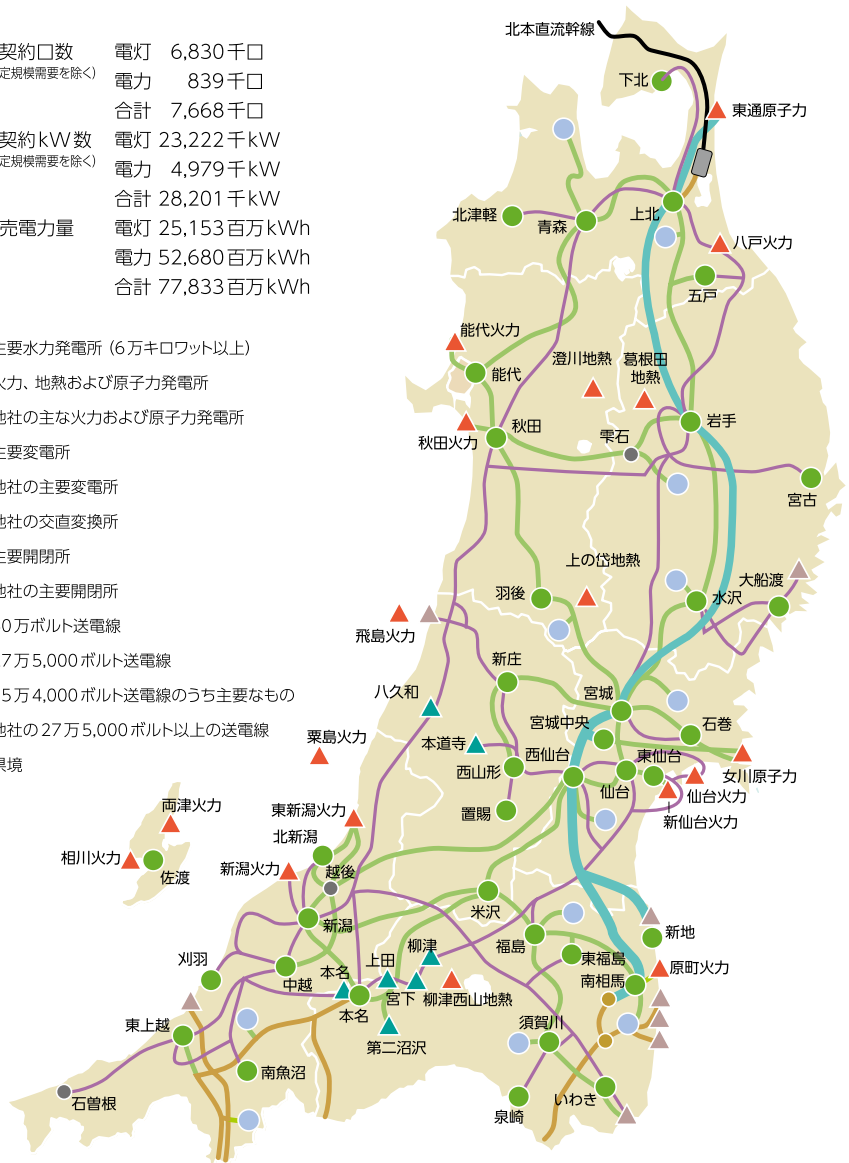 契約口数 電灯 6,830千口
定規模需要を除く)
電力 839千口
合計 7,668千口
契約kW数 電灯 23,222千kW
定規模需要を除く)
電力 4,979千kW
合計 28,201千kW
売電力量 電灯 25,153百万kWh
電力 52,680百万kWh
合計 77,833百万kWh
主要水力発電所(6万キロワット以上)
火力、地熱および原子力発電所
他社の主な火力および原子力発電所
主要変電所
他社の主要変電所
他社の交直変換所
主要開閉所
他社の主要開閉所
0万ボルト送電線
7万5,000ボルト送電線
5万4,000ボルト送電線のうち主要なもの
他社の27万5,000ボルト以上の送電線
県境
北本直流幹線
下北
東通原子力
北津軽
青森
上北
八戸火力
五戸
能代火力
能代
澄川地熱
葛根田
地熱
秋田火力
秋田
雫石
岩手
宮古
上の岱地熱
大船渡
羽後
水沢
飛島火力
新庄
八久和
宮城
宮城中央
石巻
粟島火力
本道寺
西仙台
東仙台
女川原子力
西山形
仙台
仙台火力
新仙台火力
置賜
両津火力
東新潟火力
北新潟
相川火力
佐渡
新潟火力
越後
米沢
新潟
福島
新地
刈羽
中越
本名
上田
柳津
東福島
南相馬
原町火力
本名
宮下
柳津西山地熱
東上越
第二沼沢
須賀川
南魚沼
石曽根
泉崎
いわき